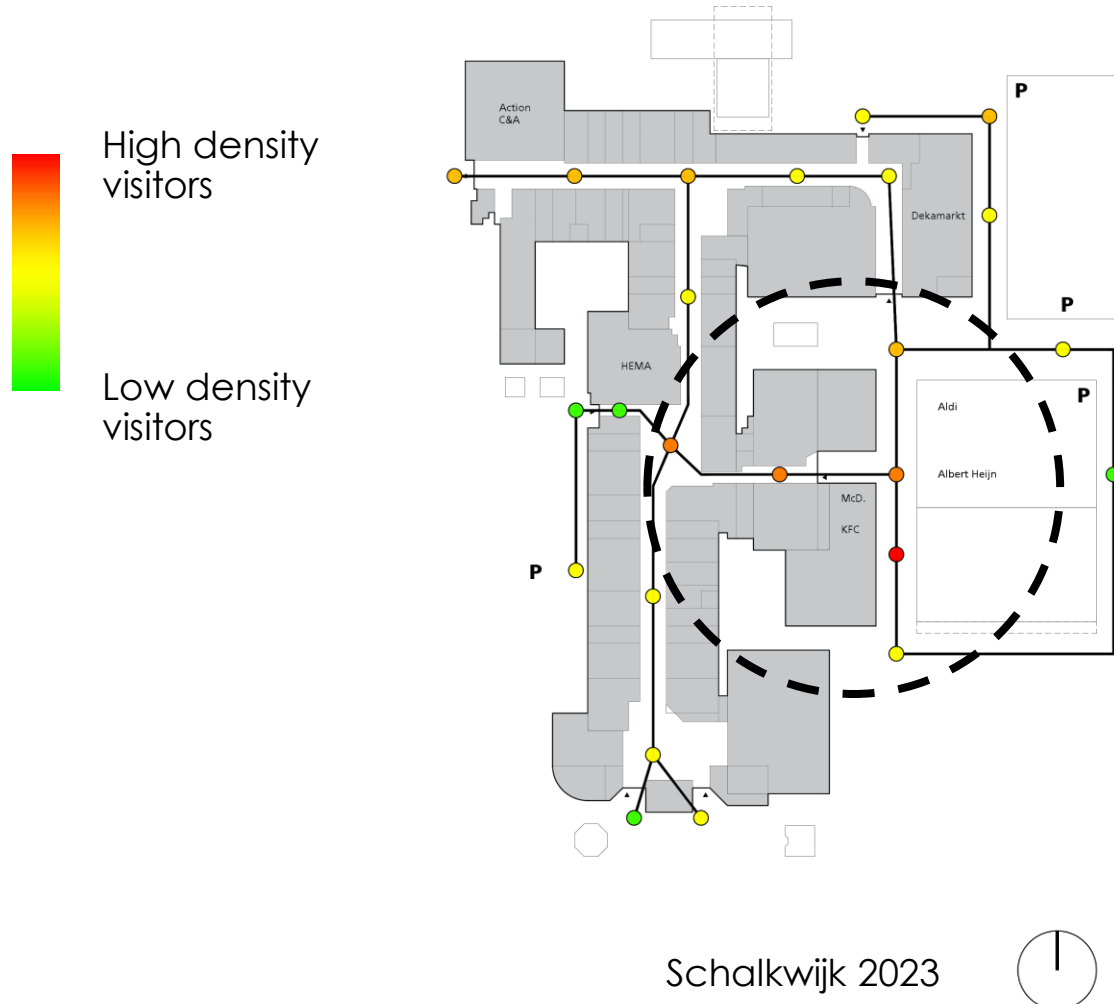 High density
visitors
Low density
visitors
Action
C&A
P
Dekamarkt
P
HEMA
P
Aldi
Albert Heijn
McD.
KFC
P
Schalkwijk 2023